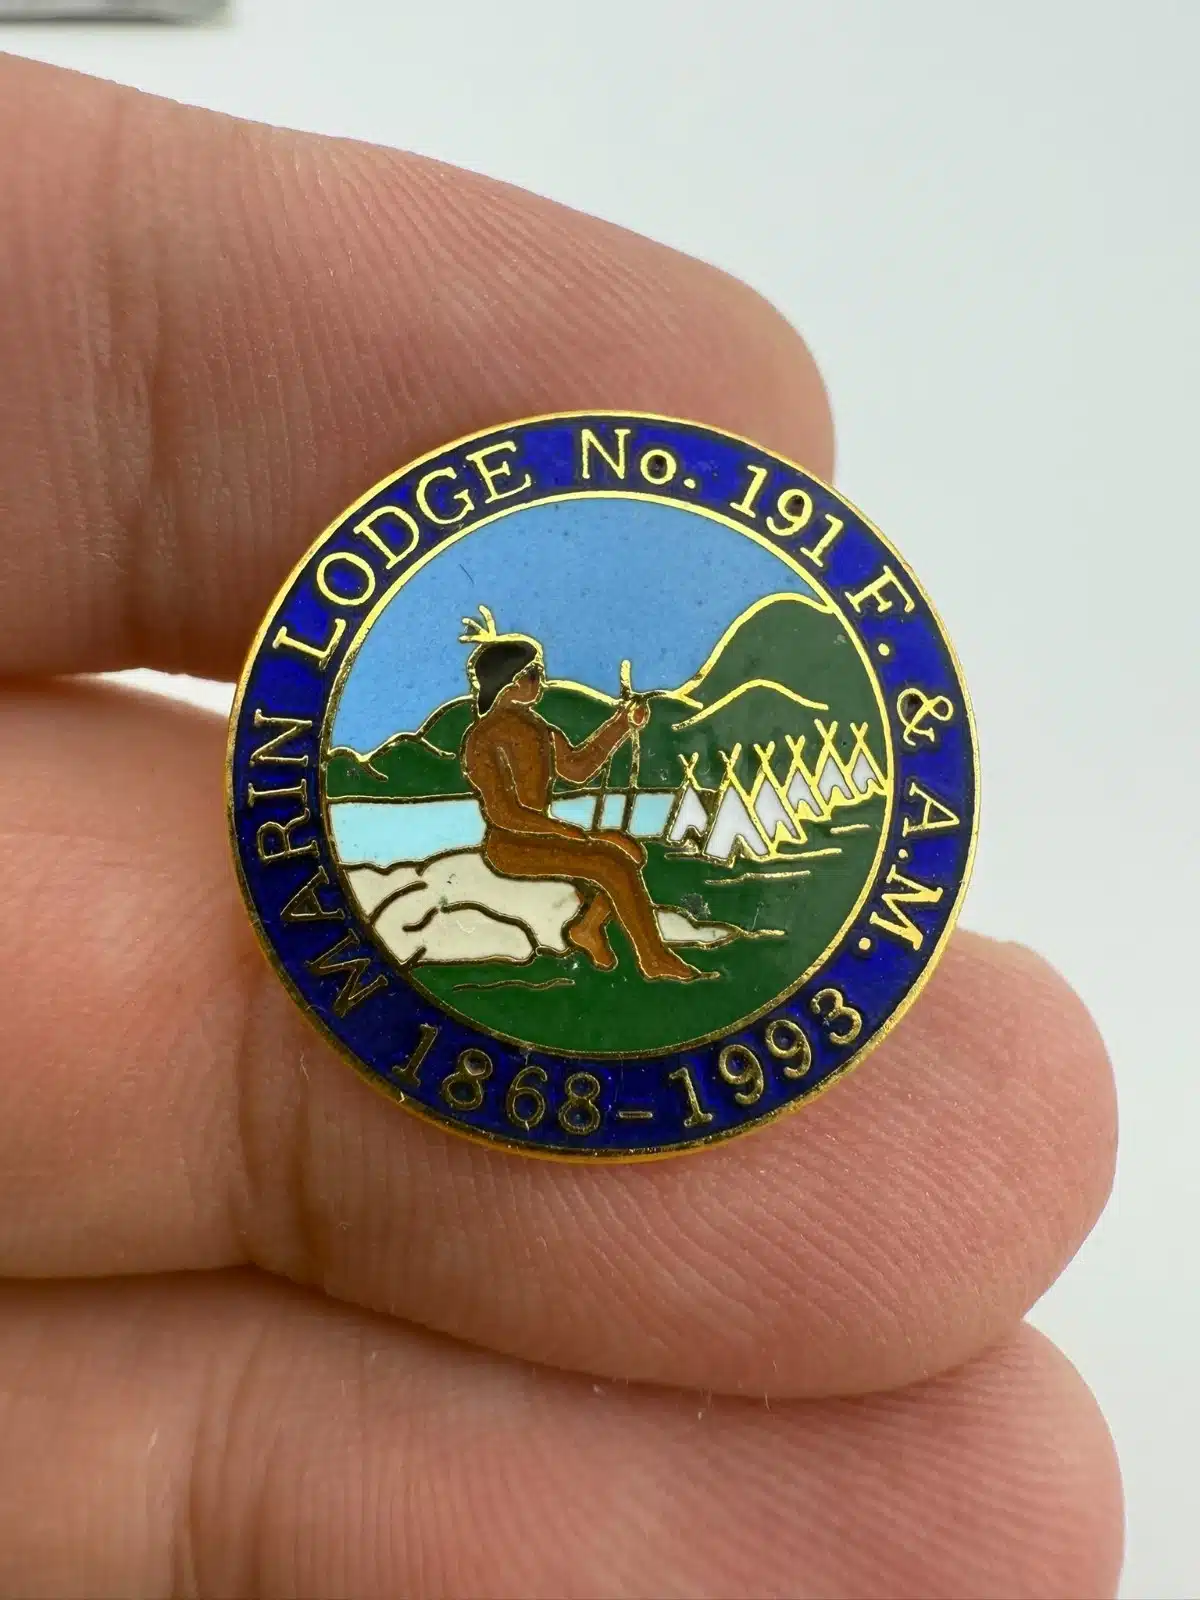 MARIN LODGE No. 191 F. & A.M.
1868-1993